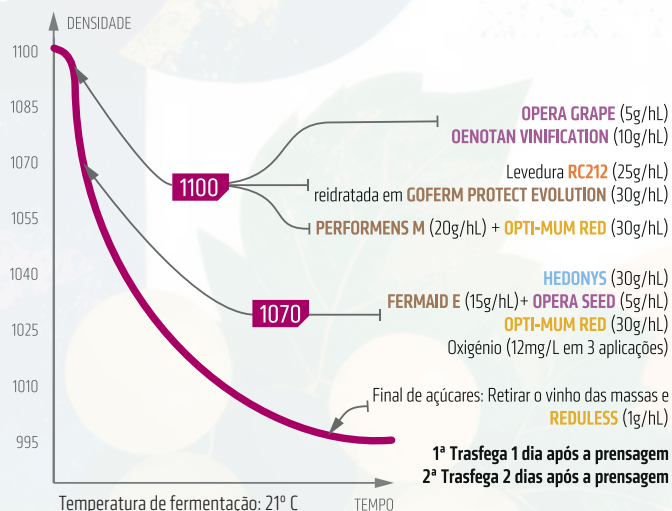 DENSIDADE
1100
1085
1070
1055
1040
1025
1010
995
OPERA GRAPE (5g/hL)
OENOTAN VINIFICATION (10g/hL)
1100
Levedura RC212 (25g/hL)
reidratada em GOFERM PROTECT EVOLUTION (30g/hL)
PERFORMENS M (20g/hL) + OPTI-MUM RED (30g/hL)
1070
HEDONYS (30g/hL)
FERMAID E (15g/hL)+ OPERA SEED (5g/hL)
OPTI-MUM RED (30g/hL)
Oxigénio (12mg/L em 3 aplicações)
Final de açúcares: Retirar o vinho das massas e
REDULESS (1g/hL)
1ª Trasfega 1 dia após a prensagem
2ª Trasfega 2 dias após a prensagem
Temperatura de fermentação: 21º C
TEMPO